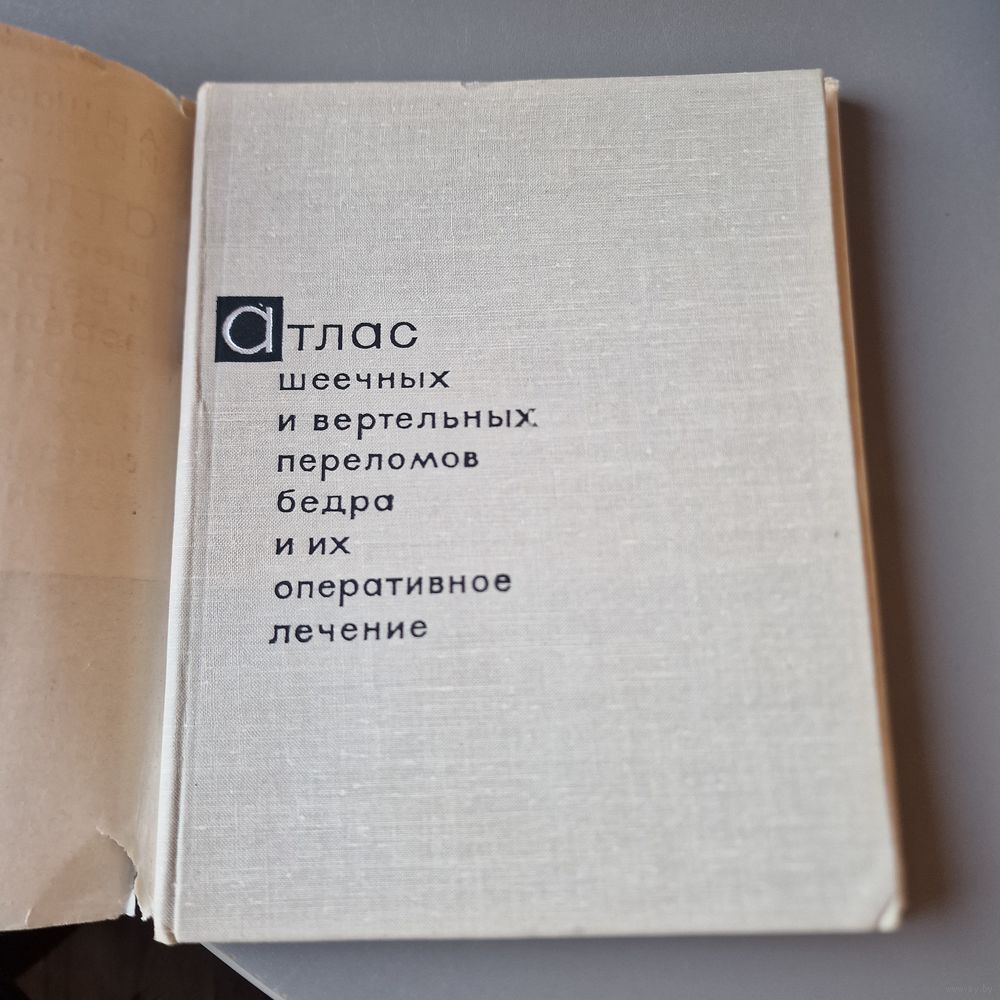 атлас
шеечных
и вертельных
переломов
бедра
и их
оперативное
лечение